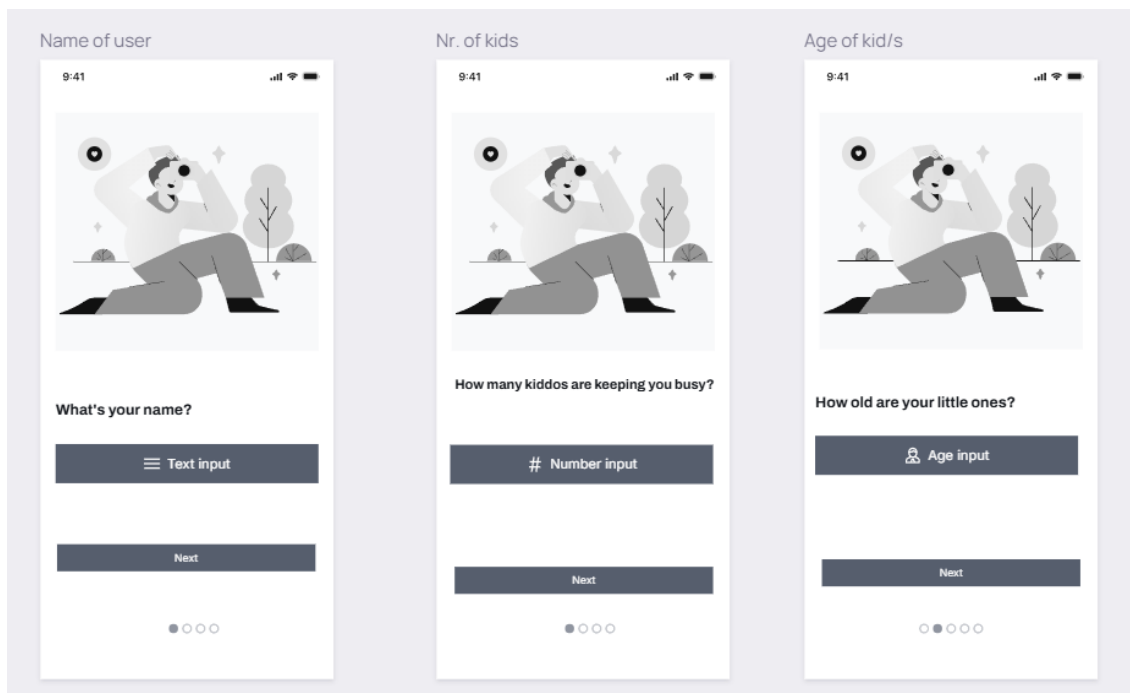 Name of user
9:41
What's your name?
Text input
Next
Nr. of kids
9:41
How many kiddos are keeping you busy?
# Number input
Next
Age of kid/s
9:41
How old are your little ones?
Age input
Next